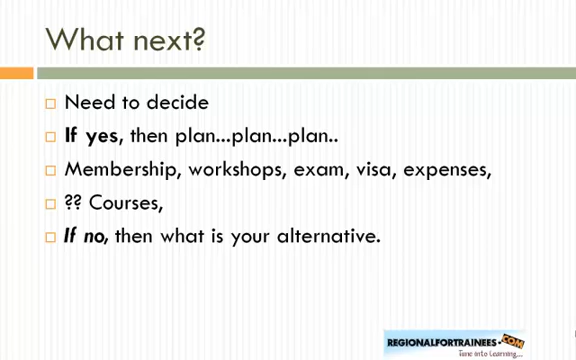 What next?
Need to decide
If yes, then plan...plan...plan..
Membership, workshops, exam, visa, expenses,
?? Courses,
If no, then what is your alternative.
REGIONALFORTRAINEES.COM
Tune into Learning...